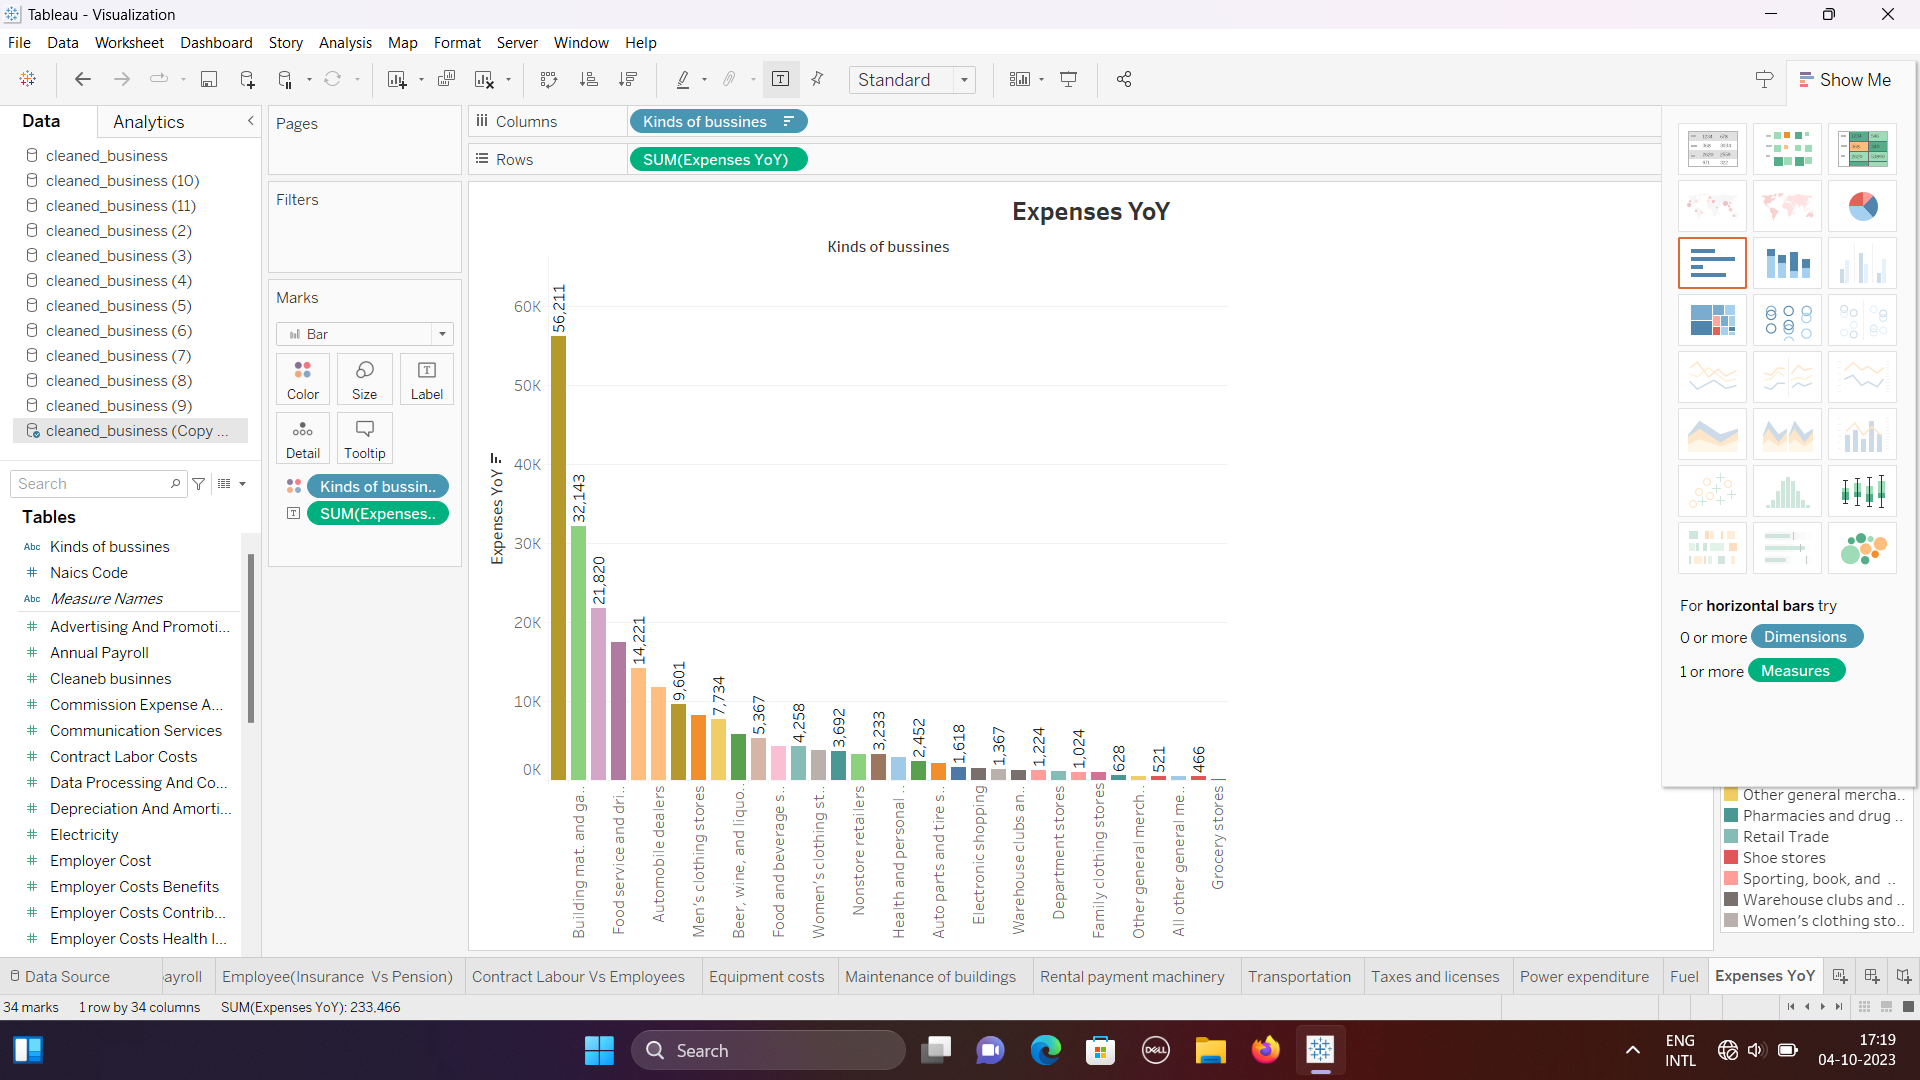 Tableau - Visualization
File Data Worksheet Dashboard Story Analysis Map Format Server Window Help
Standard
Show Me
Data
Analytics
cleaned_business
cleaned_business (10)
cleaned_business (11)
cleaned_business (2)
cleaned_business (3)
cleaned_business (4)
cleaned_business (5)
cleaned_business (6)
cleaned_business (7)
cleaned_business (8)
cleaned_business (9)
cleaned_business (Copy ...
Search
Tables
Abc Kinds of bussines
# Naics Code
Abc Measure Names
# Advertising And Promoti...
# Annual Payroll
# Cleaneb businnes
# Commission Expense A...
# Communication Services
# Contract Labor Costs
# Data Processing And Co...
# Depreciation And Amorti...
# Electricity
# Employer Cost
# Employer Costs Benefits
# Employer Costs Contrib...
# Employer Costs Health I...
Pages
Filters
Marks
Bar
Color
Size
Label
Detail
Tooltip
Kinds of bussin..
SUM(Expenses..
Columns
Kinds of bussines
Rows
SUM(Expenses YoY)
Expenses YoY
Kinds of bussines
Expenses YoY
60K
50K
40K
30K
20K
10K
0K
56,211
32,143
21,820
14,221
9,601
7,734
5,367
4,258
3,692
3,233
2,452
1,618
1,367
1,224
1,024
628
521
466
Building mat. and ga..
Food service and dri..
Automobile dealers
Men's clothing stores
Beer, wine, and liquo..
Food and beverage s..
Women's clothing st..
Nonstore retailers
Health and personal ..
Auto parts and tire s..
Electronic shopping
Warehouse clubs an..
Department stores
Family clothing stores
Other general merch..
All other general me..
Grocery stores
For horizontal bars try
0 or more Dimensions
1 or more Measures
Other general mercha..
Pharmacies and drug ..
Retail Trade
Shoe stores
Sporting, book, and ..
Warehouse clubs and ..
Women's clothing sto..
Data Source
ayroll
Employee(Insurance Vs Pension)
Contract Labour Vs Employees
Equipment costs
Maintenance of buildings
Rental payment machinery
Transportation
Taxes and licenses
Power expenditure
Fuel
Expenses YoY
34 marks
1 row by 34 columns
SUM(Expenses YoY): 233,466
Search
DELL
ENG
INTL
17:19
04-10-2023